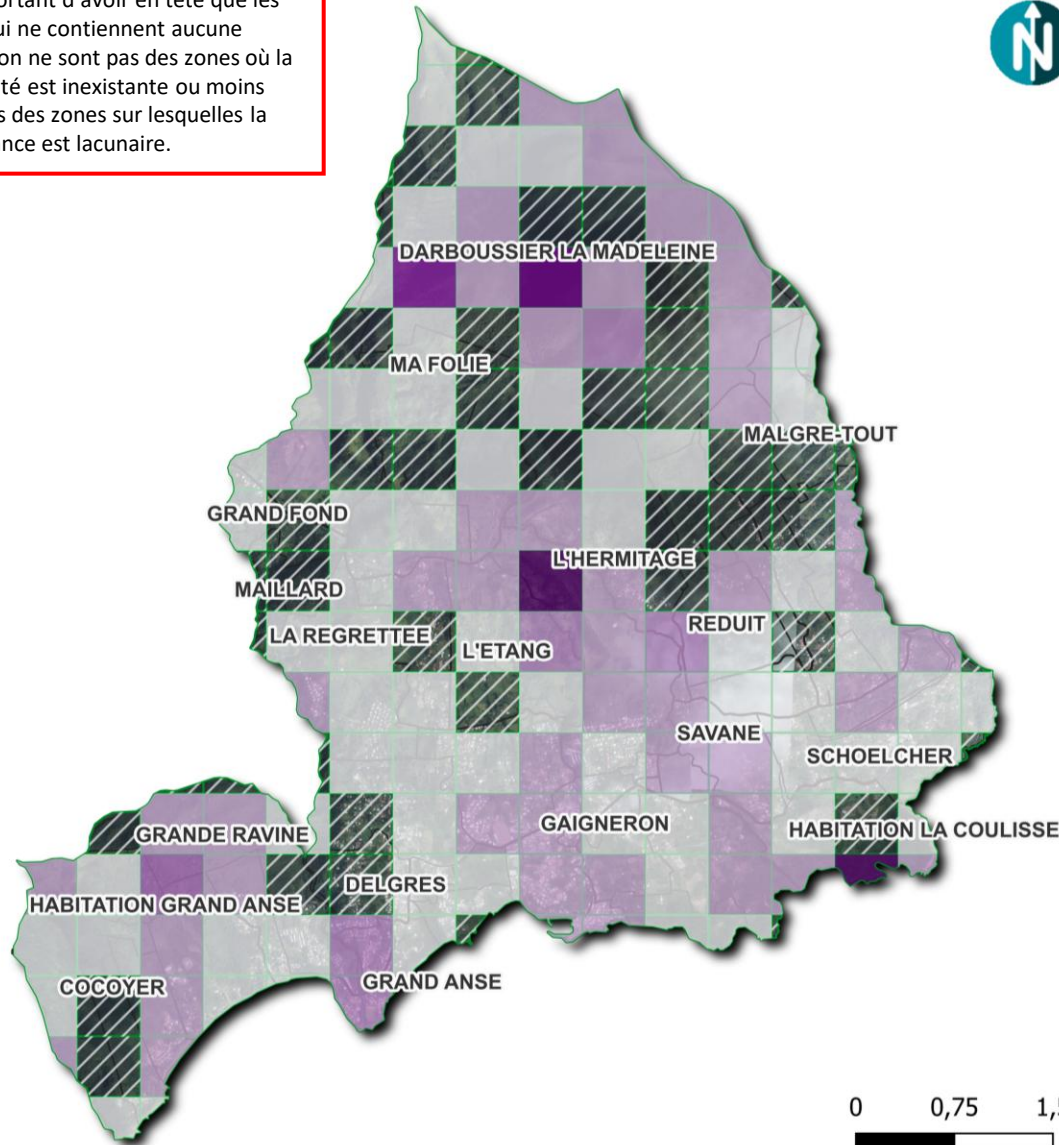 avoir en tête que les
ui ne contiennent aucune
on ne sont pas des zones où la
té est inexistante ou moins
s des zones sur lesquelles la
nce est lacunaire.
N
DARBOUSSIER LA MADELEINE
MA FOLIE
MALGRE-TOUT
GRAND FOND
L'HERMITAGE
MAILLARD
REDUIT
LA REGRETTEE
L'ETANG
SAVANE
SCHOELCHER
GRANDE RAVINE
GAIGNERON
HABITATION LA COULISSE
DELGRES
HABITATION GRAND ANSE
GRAND ANSE
COCOYER
0 0,75